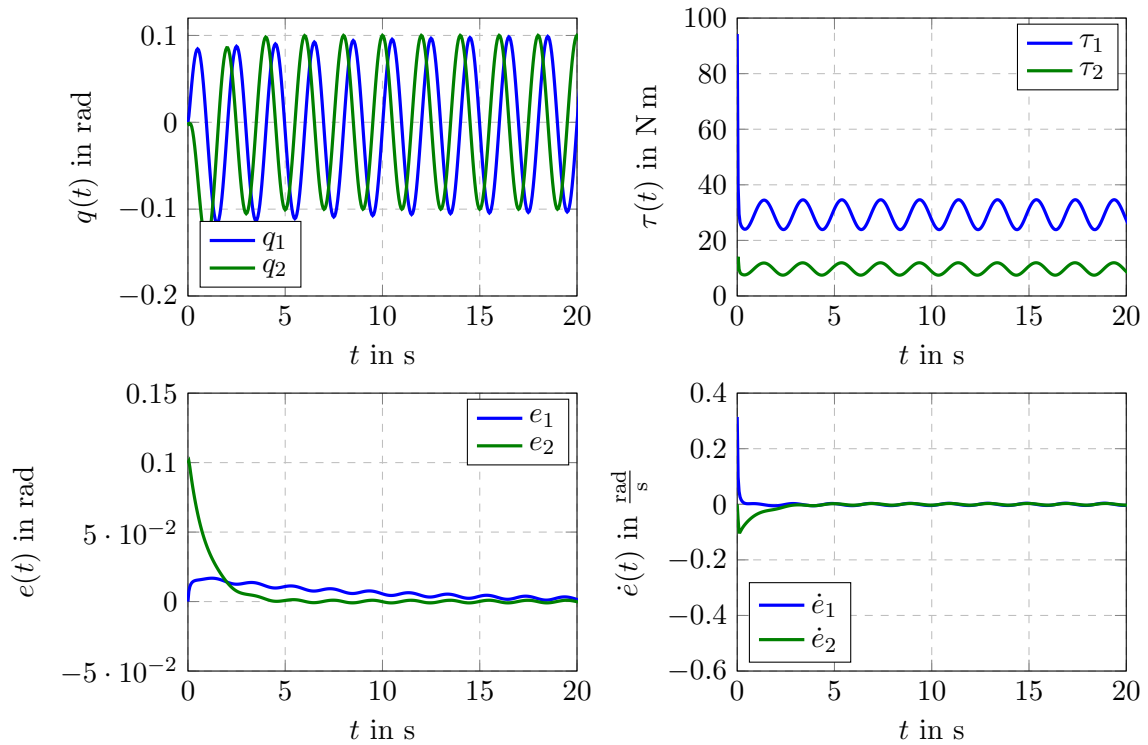 0.1
0
−0.1
−0.2
q(t) in rad
q₁
q₂
0 5 10 15 20
t in s
100
80
60
40
20
0
τ(t) in N m
τ₁
τ₂
0 5 10 15 20
t in s
0.15
0.1
5 · 10⁻²
0
−5 · 10⁻²
e(t) in rad
e₁
e₂
0 5 10 15 20
t in s
0.4
0.2
0
−0.2
−0.4
−0.6
ė(t) in rad/s
ė₁
ė₂
0 5 10 15 20
t in s